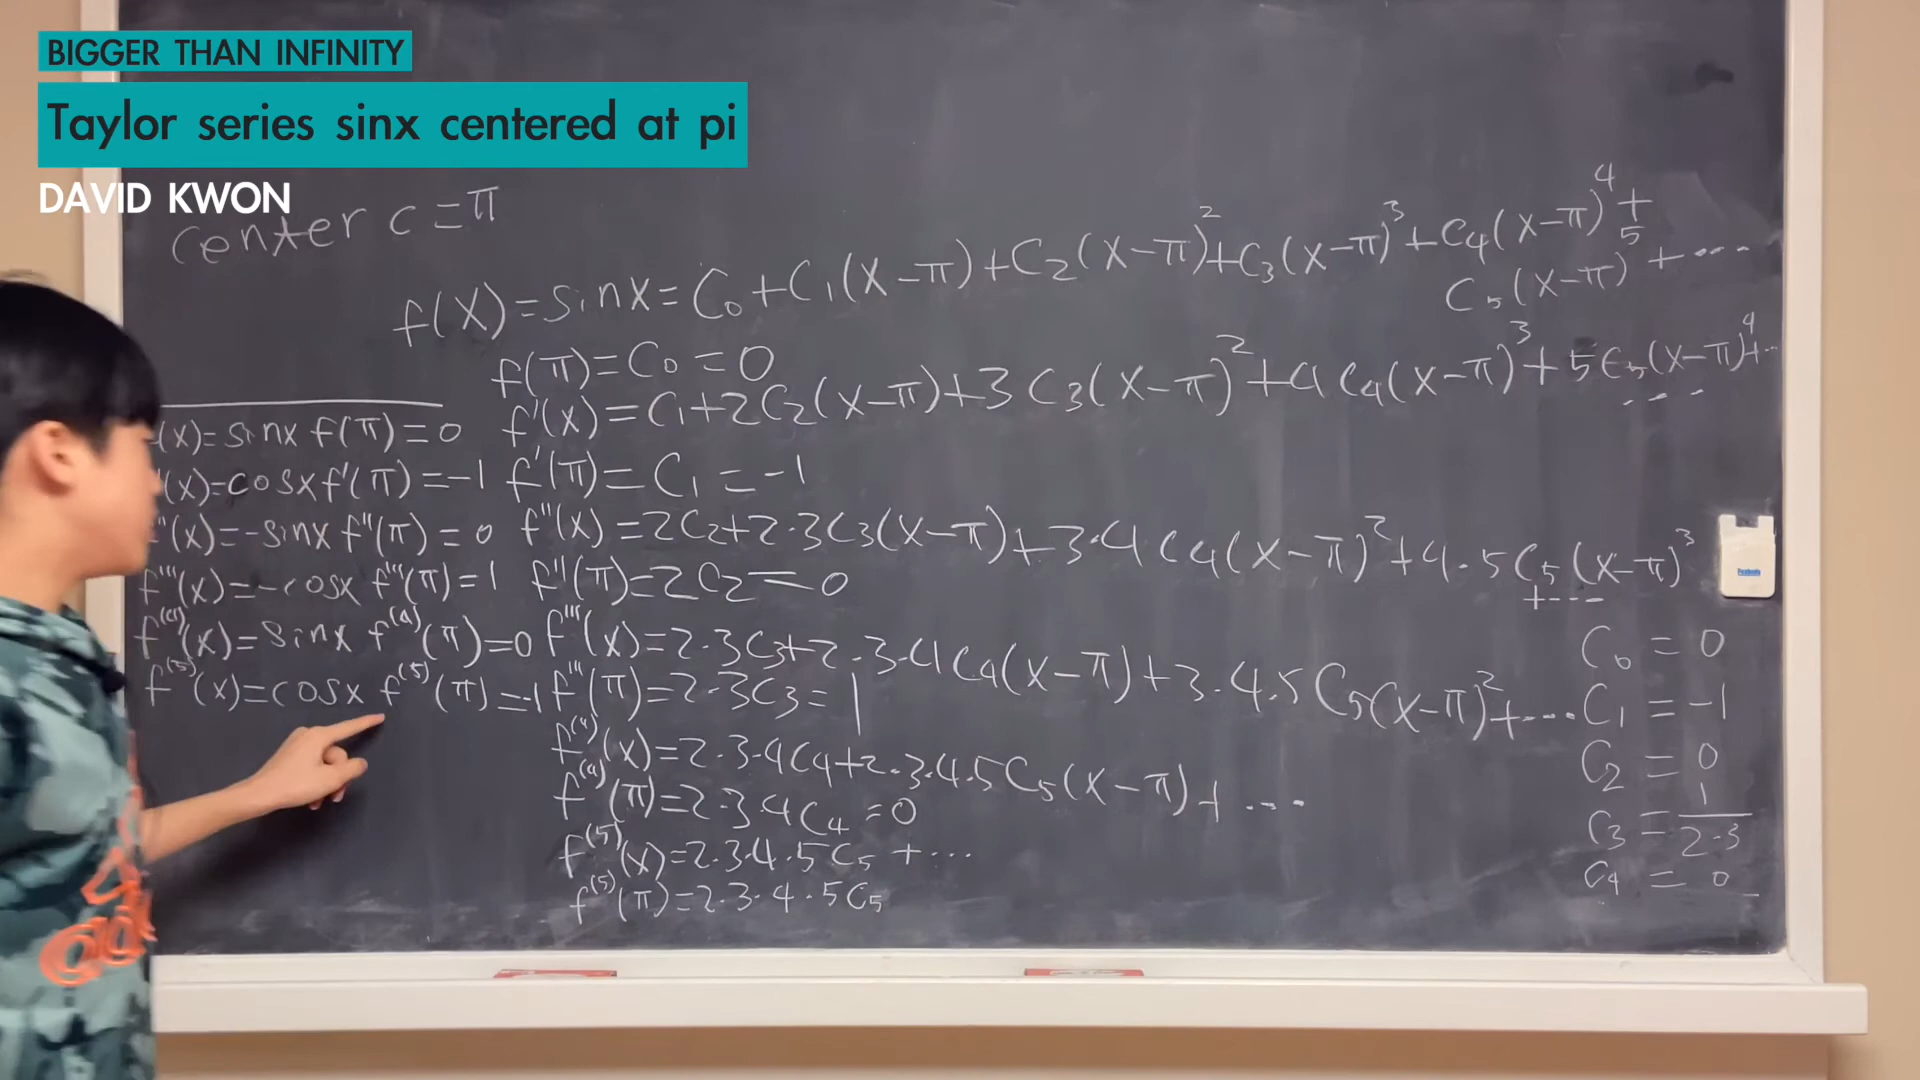 BIGGER THAN INFINITY
Taylor series sinx centered at pi
DAVID KWON
center c = π
f(x) = sinx = C₀ + C₁(x-π) + C₂(x-π)² + C₃(x-π)³ + C₄(x-π)⁴ +
C₅(x-π)⁵ + ....
f(π) = C₀ = 0
f'(x) = C₁ + 2C₂(x-π) + 3C₃(x-π)² + 4C₄(x-π)³ + 5C₅(x-π)⁴ + ...
(x) = sinx f(π) = 0
'(x) = cosx f'(π) = -1
f'(π) = C₁ = -1
"(x) = -sinx f"(π) = 0
f"(x) = 2C₂ + 2·3C₃(x-π) + 3·4C₄(x-π)² + 4·5C₅(x-π)³
+ ...
f'''(x) = -cosx f'''(π) = 1
f"(π) = 2C₂ = 0
f⁽⁴⁾(x) = sinx f⁽⁴⁾(π) = 0
f'''(x) = 2·3C₃ + 2·3·4C₄(x-π) + 3·4·5C₅(x-π)² + ...
f⁽⁵⁾(x) = cosx f⁽⁵⁾(π) = -1
f'''(π) = 2·3C₃ = 1
f⁽⁴⁾(x) = 2·3·4C₄ + 2·3·4·5C₅(x-π) + ...
f⁽⁴⁾(π) = 2·3·4C₄ = 0
f⁽⁵⁾(x) = 2·3·4·5C₅ + ...
f⁽⁵⁾(π) = 2·3·4·5C₅
C₀ = 0
C₁ = -1
C₂ = 0
C₃ = 1/2·3
C₄ = 0